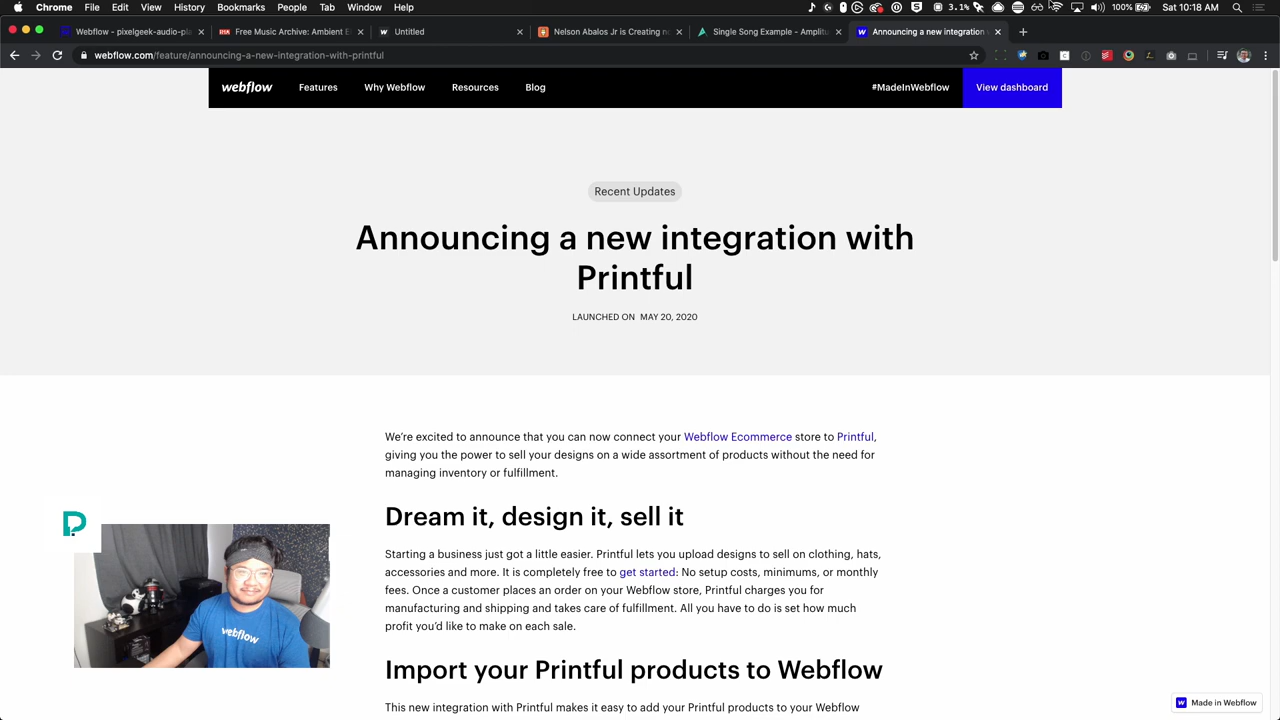 Chrome File Edit View History Bookmarks People Tab Window Help 3.1% 100% Sat 10:18 AM
Webflow - pixelgeek-audio-pla Free Music Archive: Ambient E Untitled Nelson Abalos Jr is Creating no Single Song Example - Amplitu Announcing a new integration
webflow.com/feature/announcing-a-new-integration-with-printful
webflow Features Why Webflow Resources Blog #MadeInWebflow View dashboard
Recent Updates
Announcing a new integration with
Printful
LAUNCHED ON MAY 20, 2020
We're excited to announce that you can now connect your Webflow Ecommerce store to Printful,
giving you the power to sell your designs on a wide assortment of products without the need for
managing inventory or fulfillment.
Dream it, design it, sell it
Starting a business just got a little easier. Printful lets you upload designs to sell on clothing, hats,
accessories and more. It is completely free to get started: No setup costs, minimums, or monthly
fees. Once a customer places an order on your Webflow store, Printful charges you for
manufacturing and shipping and takes care of fulfillment. All you have to do is set how much
profit you'd like to make on each sale.
Import your Printful products to Webflow
This new integration with Printful makes it easy to add your Printful products to your Webflow
P
webflow
Made in Webflow